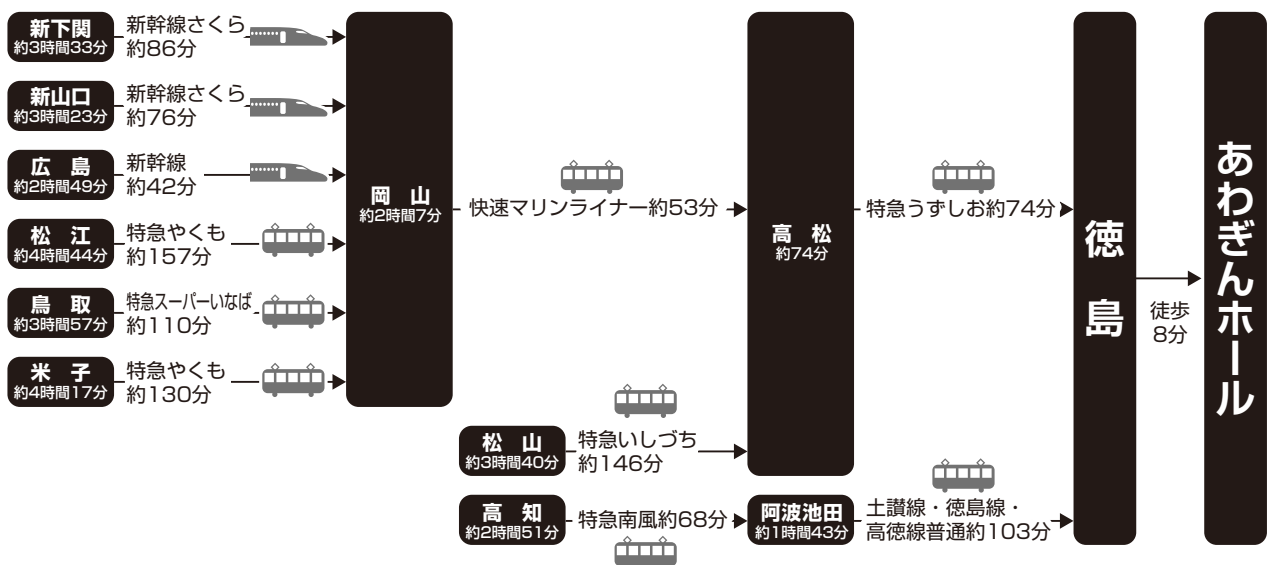 新下関
約3時間33分
新幹線さくら
約86分
新山口
約3時間23分
新幹線さくら
約76分
広 島
約2時間49分
新幹線
約42分
松 江
約4時間44分
特急やくも
約157分
鳥 取
約3時間57分
特急スーパーいなば
約110分
米 子
約4時間17分
特急やくも
約130分
岡 山
約2時間7分
快速マリンライナー約53分
松 山
約3時間40分
特急いしづち
約146分
高 知
約2時間51分
特急南風約68分
高 松
約74分
特急うずしお約74分
阿波池田
約1時間43分
土讃線・徳島線・
高徳線普通約103分
徳島
徒歩
8分
あわぎんホール